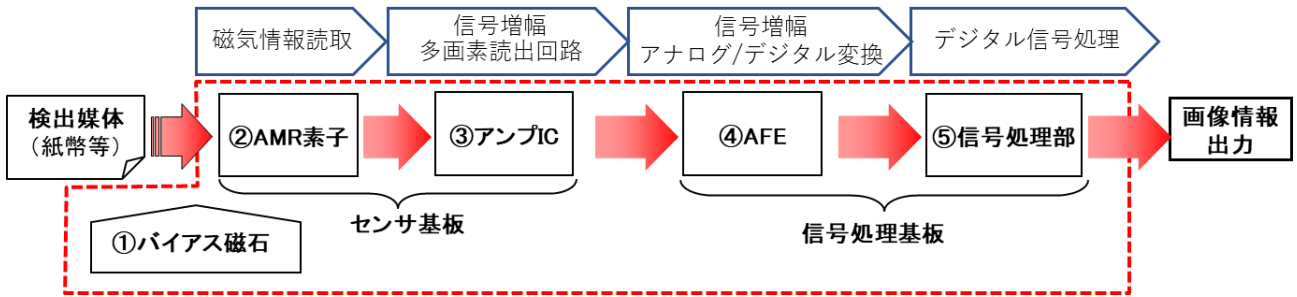 磁気情報読取
信号増幅
多画素読出回路
信号増幅
アナログ/デジタル変換
デジタル信号処理
検出媒体
（紙幣等）
②AMR素子
③アンプIC
④AFE
⑤信号処理部
画像情報
出力
センサ基板
信号処理基板
①バイアス磁石